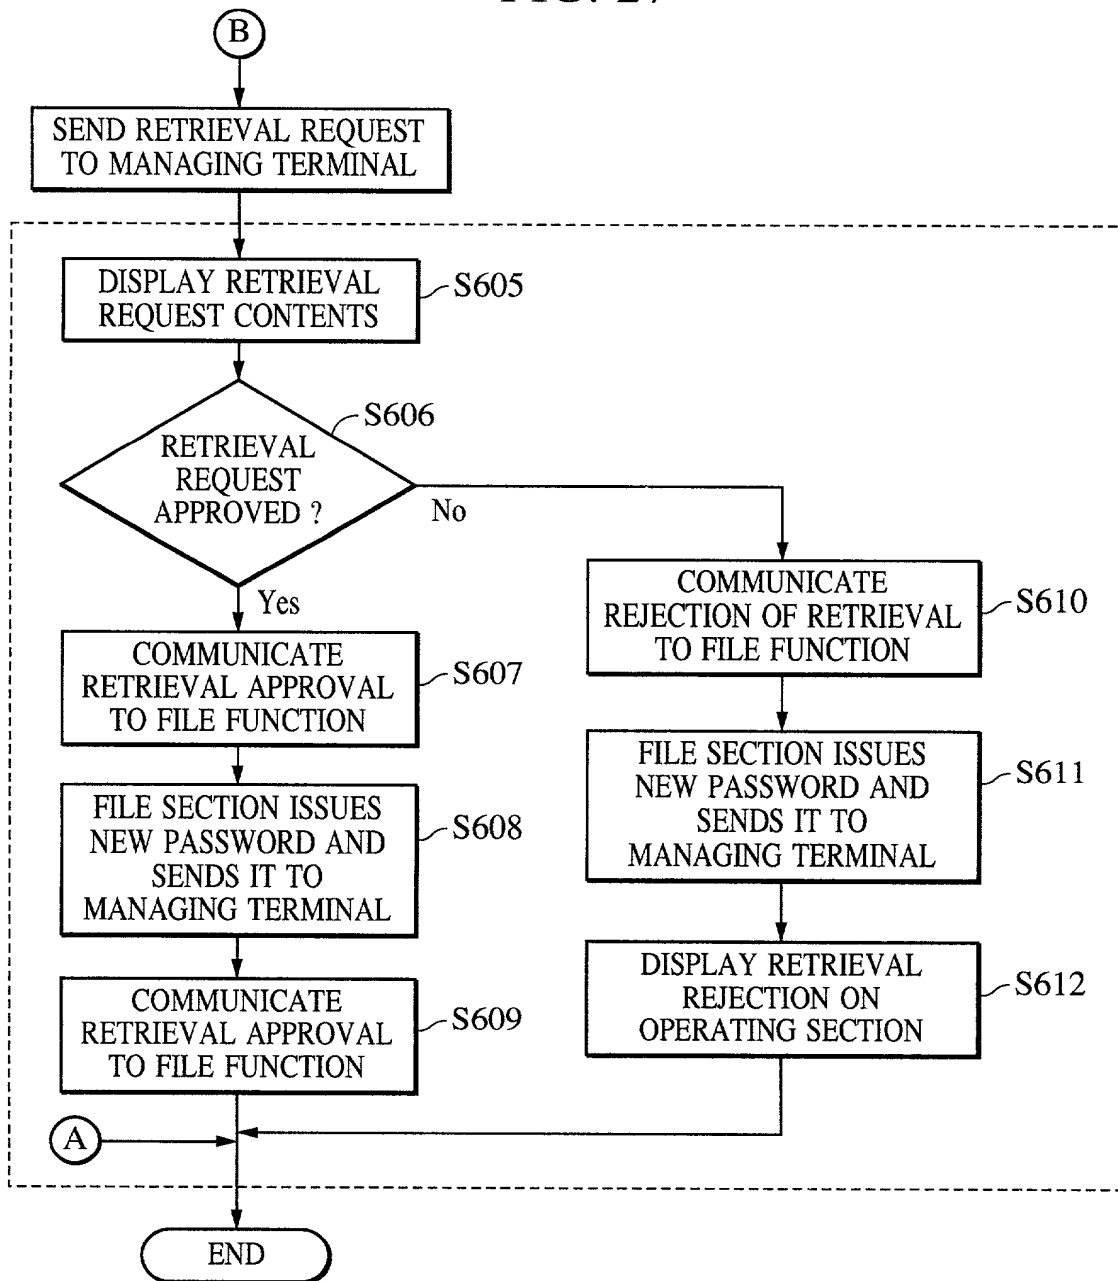 B
SEND RETRIEVAL REQUEST
TO MANAGING TERMINAL
DISPLAY RETRIEVAL
REQUEST CONTENTS
S605
S606
RETRIEVAL
REQUEST
APPROVED ?
No
Yes
COMMUNICATE
RETRIEVAL APPROVAL
TO FILE FUNCTION
S607
FILE SECTION ISSUES
NEW PASSWORD AND
SENDS IT TO
MANAGING TERMINAL
S608
COMMUNICATE
RETRIEVAL APPROVAL
TO FILE FUNCTION
S609
COMMUNICATE
REJECTION OF RETRIEVAL
TO FILE FUNCTION
S610
FILE SECTION ISSUES
NEW PASSWORD AND
SENDS IT TO
MANAGING TERMINAL
S611
DISPLAY RETRIEVAL
REJECTION ON
OPERATING SECTION
S612
A
END